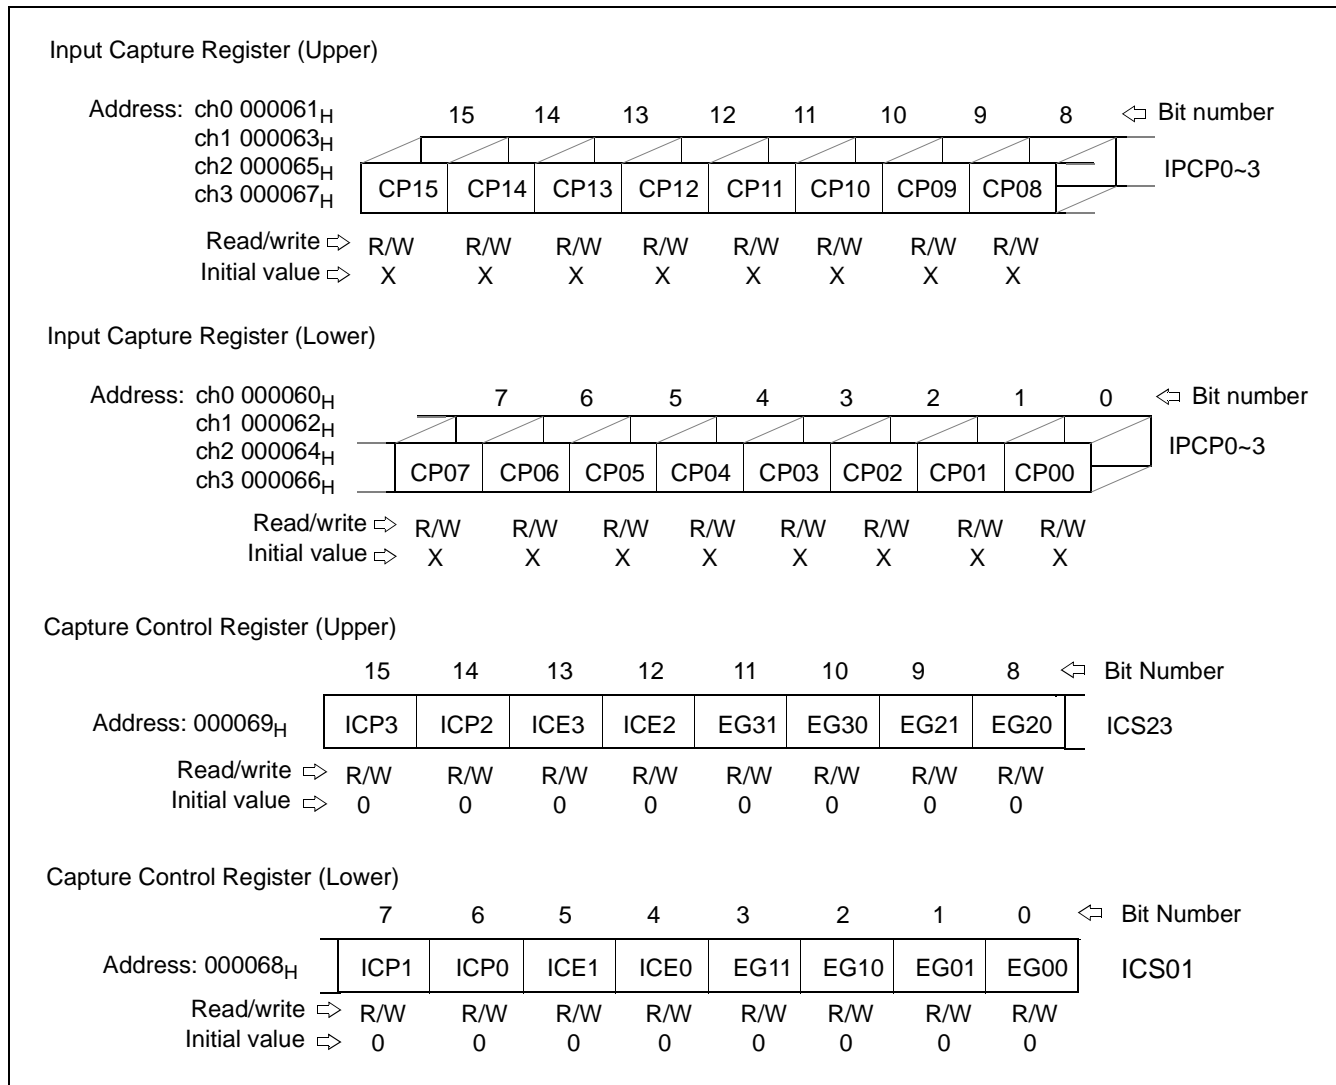 Input Capture Register (Upper)
Address: ch0 000061H 15 14 13 12 11 10 9 8 ⇦ Bit number
ch1 000063H
ch2 000065H IPCP0~3
ch3 000067H CP15 CP14 CP13 CP12 CP11 CP10 CP09 CP08
Read/write ⇨ R/W R/W R/W R/W R/W R/W R/W R/W
Initial value ⇨ X X X X X X X X
Input Capture Register (Lower)
Address: ch0 000060H 7 6 5 4 3 2 1 0 ⇦ Bit number
ch1 000062H
ch2 000064H IPCP0~3
ch3 000066H CP07 CP06 CP05 CP04 CP03 CP02 CP01 CP00
Read/write ⇨ R/W R/W R/W R/W R/W R/W R/W R/W
Initial value ⇨ X X X X X X X X
Capture Control Register (Upper)
15 14 13 12 11 10 9 8 ⇦ Bit Number
Address: 000069H ICP3 ICP2 ICE3 ICE2 EG31 EG30 EG21 EG20 ICS23
Read/write ⇨ R/W R/W R/W R/W R/W R/W R/W R/W
Initial value ⇨ 0 0 0 0 0 0 0 0
Capture Control Register (Lower)
7 6 5 4 3 2 1 0 ⇦ Bit Number
Address: 000068H ICP1 ICP0 ICE1 ICE0 EG11 EG10 EG01 EG00 ICS01
Read/write ⇨ R/W R/W R/W R/W R/W R/W R/W R/W
Initial value ⇨ 0 0 0 0 0 0 0 0